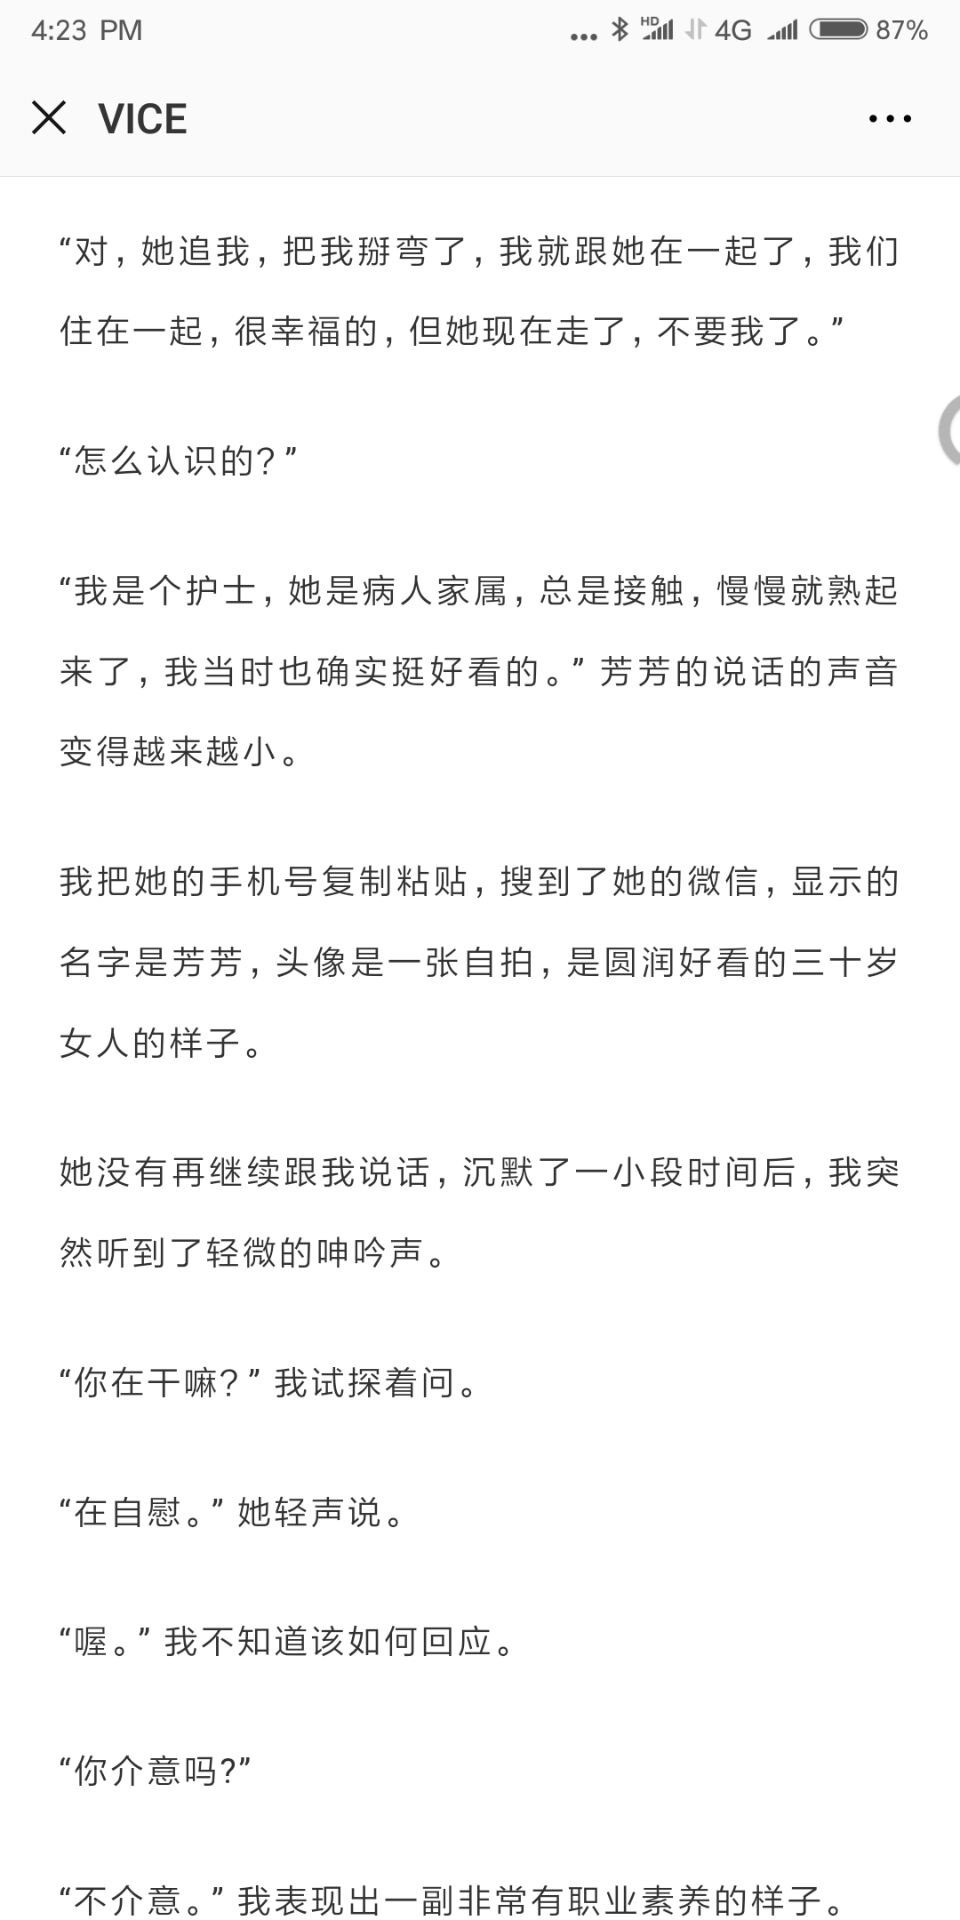 4:23 PM
... HD 4G 87%
VICE
“对，她追我，把我掰弯了，我就跟她在一起了，我们
住在一起，很幸福的，但她现在走了，不要我了。”
“怎么认识的？”
“我是个护士，她是病人家属，总是接触，慢慢就熟起
来了，我当时也确实挺好看的。” 芳芳的说话的声音
变得越来越小。
我把她的手机号复制粘贴，搜到了她的微信，显示的
名字是芳芳，头像是一张自拍，是圆润好看的三十岁
女人的样子。
她没有再继续跟我说话，沉默了一小段时间后，我突
然听到了轻微的呻吟声。
“你在干嘛？” 我试探着问。
“在自慰。” 她轻声说。
“喔。” 我不知道该如何回应。
“你介意吗?”
“不介意。” 我表现出一副非常有职业素养的样子。